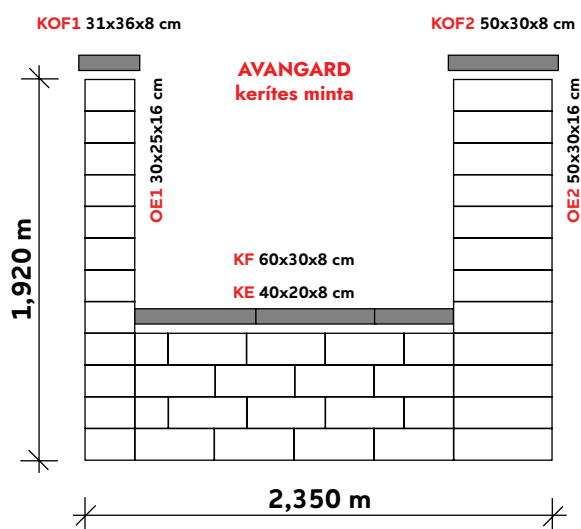 KOF1 31x36x8 cm
KOF2 50x30x8 cm
AVANGARD
kerítes minta
OE1 30x25x16 cm
OE2 50x30x16 cm
1,920 m
KF 60x30x8 cm
KE 40x20x8 cm
2,350 m